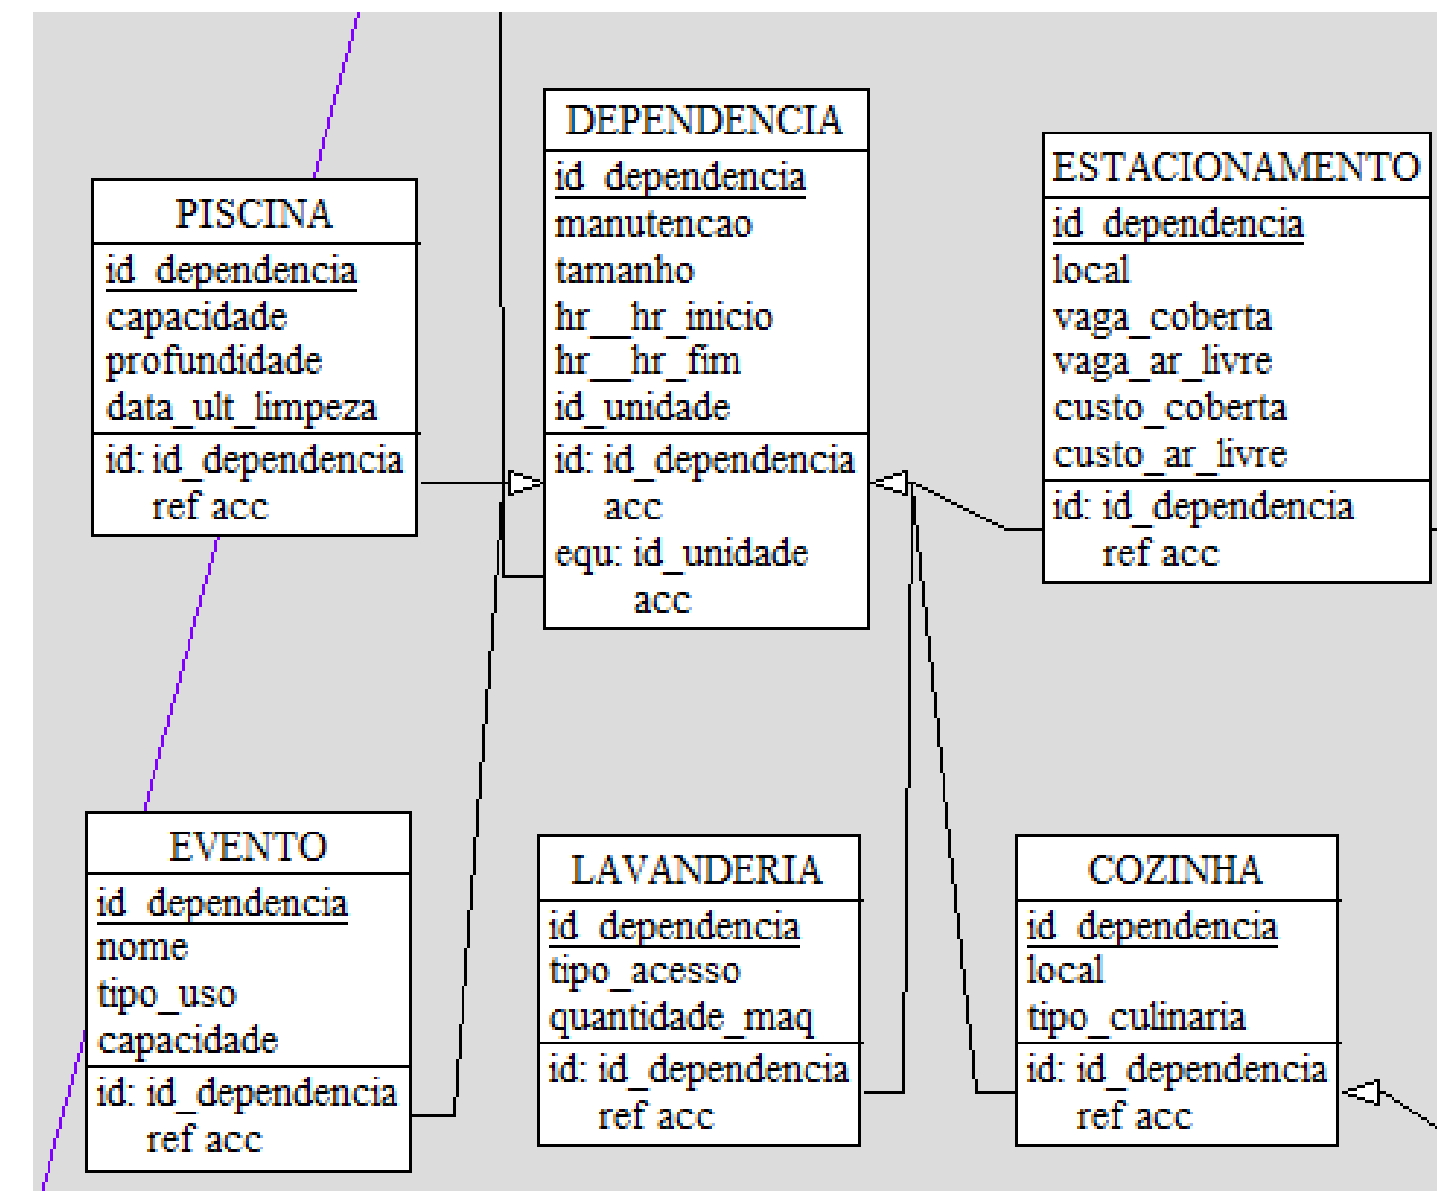 DEPENDENCIA
id_dependencia
manutencao
tamanho
hr__hr_inicio
hr__hr_fim
id_unidade
id: id_dependencia
acc
equ: id_unidade
acc
ESTACIONAMENTO
id_dependencia
local
vaga_coberta
vaga_ar_livre
custo_coberta
custo_ar_livre
id: id_dependencia
ref acc
PISCINA
id_dependencia
capacidade
profundidade
data_ult_limpeza
id: id_dependencia
ref acc
EVENTO
id_dependencia
nome
tipo_uso
capacidade
id: id_dependencia
ref acc
LAVANDERIA
id_dependencia
tipo_acesso
quantidade_maq
id: id_dependencia
ref acc
COZINHA
id_dependencia
local
tipo_culinaria
id: id_dependencia
ref acc